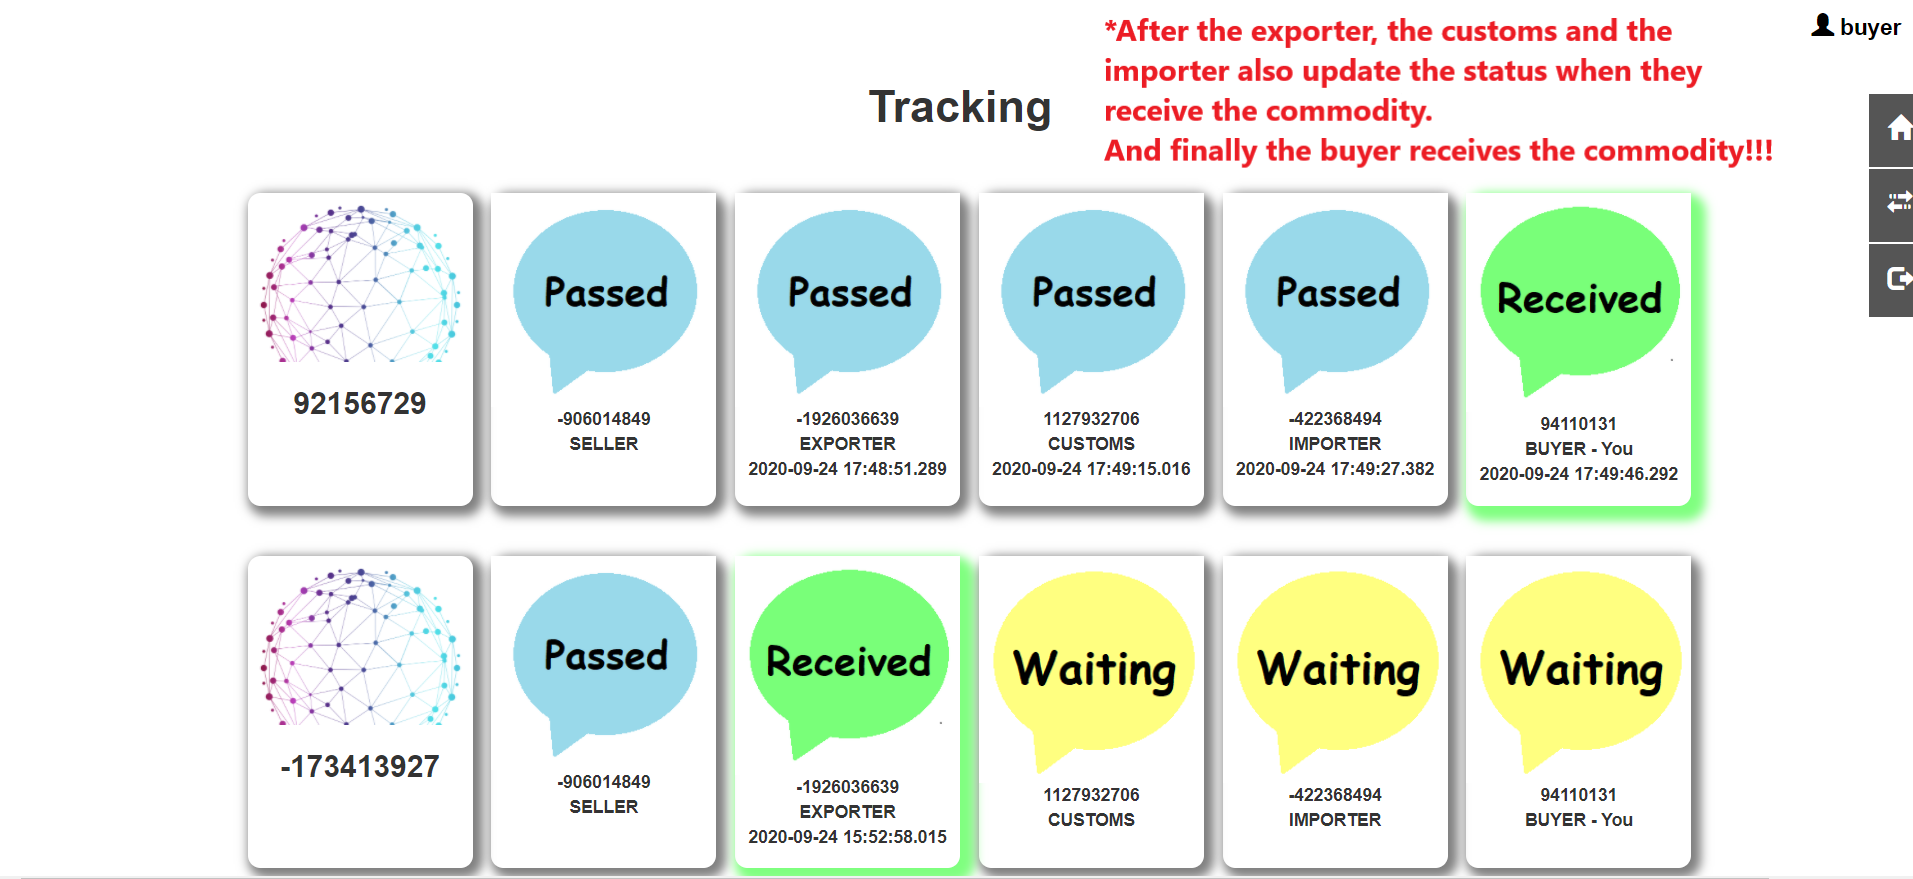 *After the exporter, the customs and the
importer also update the status when they
receive the commodity.
And finally the buyer receives the commodity!!!
buyer
Tracking
Passed
Passed
Passed
Passed
Received
92156729
-906014849
SELLER
-1926036639
EXPORTER
2020-09-24 17:48:51.289
1127932706
CUSTOMS
2020-09-24 17:49:15.016
-422368494
IMPORTER
2020-09-24 17:49:27.382
94110131
BUYER - You
2020-09-24 17:49:46.292
Passed
Received
Waiting
Waiting
Waiting
-173413927
-906014849
SELLER
-1926036639
EXPORTER
2020-09-24 15:52:58.015
1127932706
CUSTOMS
-422368494
IMPORTER
94110131
BUYER - You